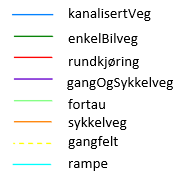 kanalisertVeg
enkelBilveg
rundkjøring
gangOgSykkelveg
fortau
sykkelveg
gangfelt
rampe